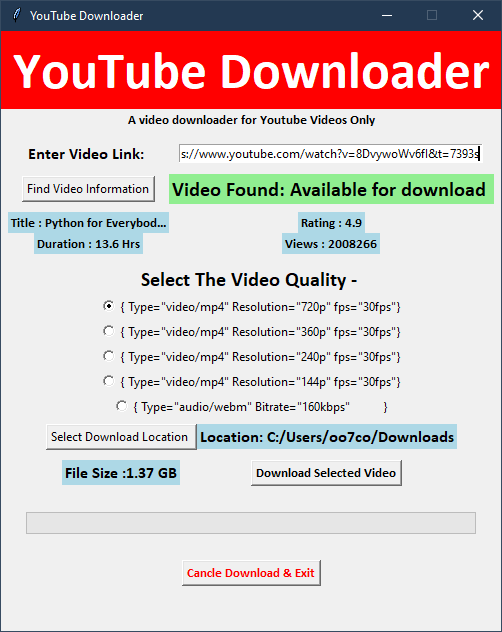 YouTube Downloader
YouTube Downloader
A video downloader for Youtube Videos Only
Enter Video Link: s://www.youtube.com/watch?v=8DvywoWv6fI&t=7393s
Find Video Information Video Found: Available for download
Title : Python for Everybod... Rating : 4.9
Duration : 13.6 Hrs Views : 2008266
Select The Video Quality -
{ Type="video/mp4" Resolution="720p" fps="30fps"}
{ Type="video/mp4" Resolution="360p" fps="30fps"}
{ Type="video/mp4" Resolution="240p" fps="30fps"}
{ Type="video/mp4" Resolution="144p" fps="30fps"}
{ Type="audio/webm" Bitrate="160kbps" }
Select Download Location Location: C:/Users/oo7co/Downloads
File Size :1.37 GB Download Selected Video
Cancle Download & Exit